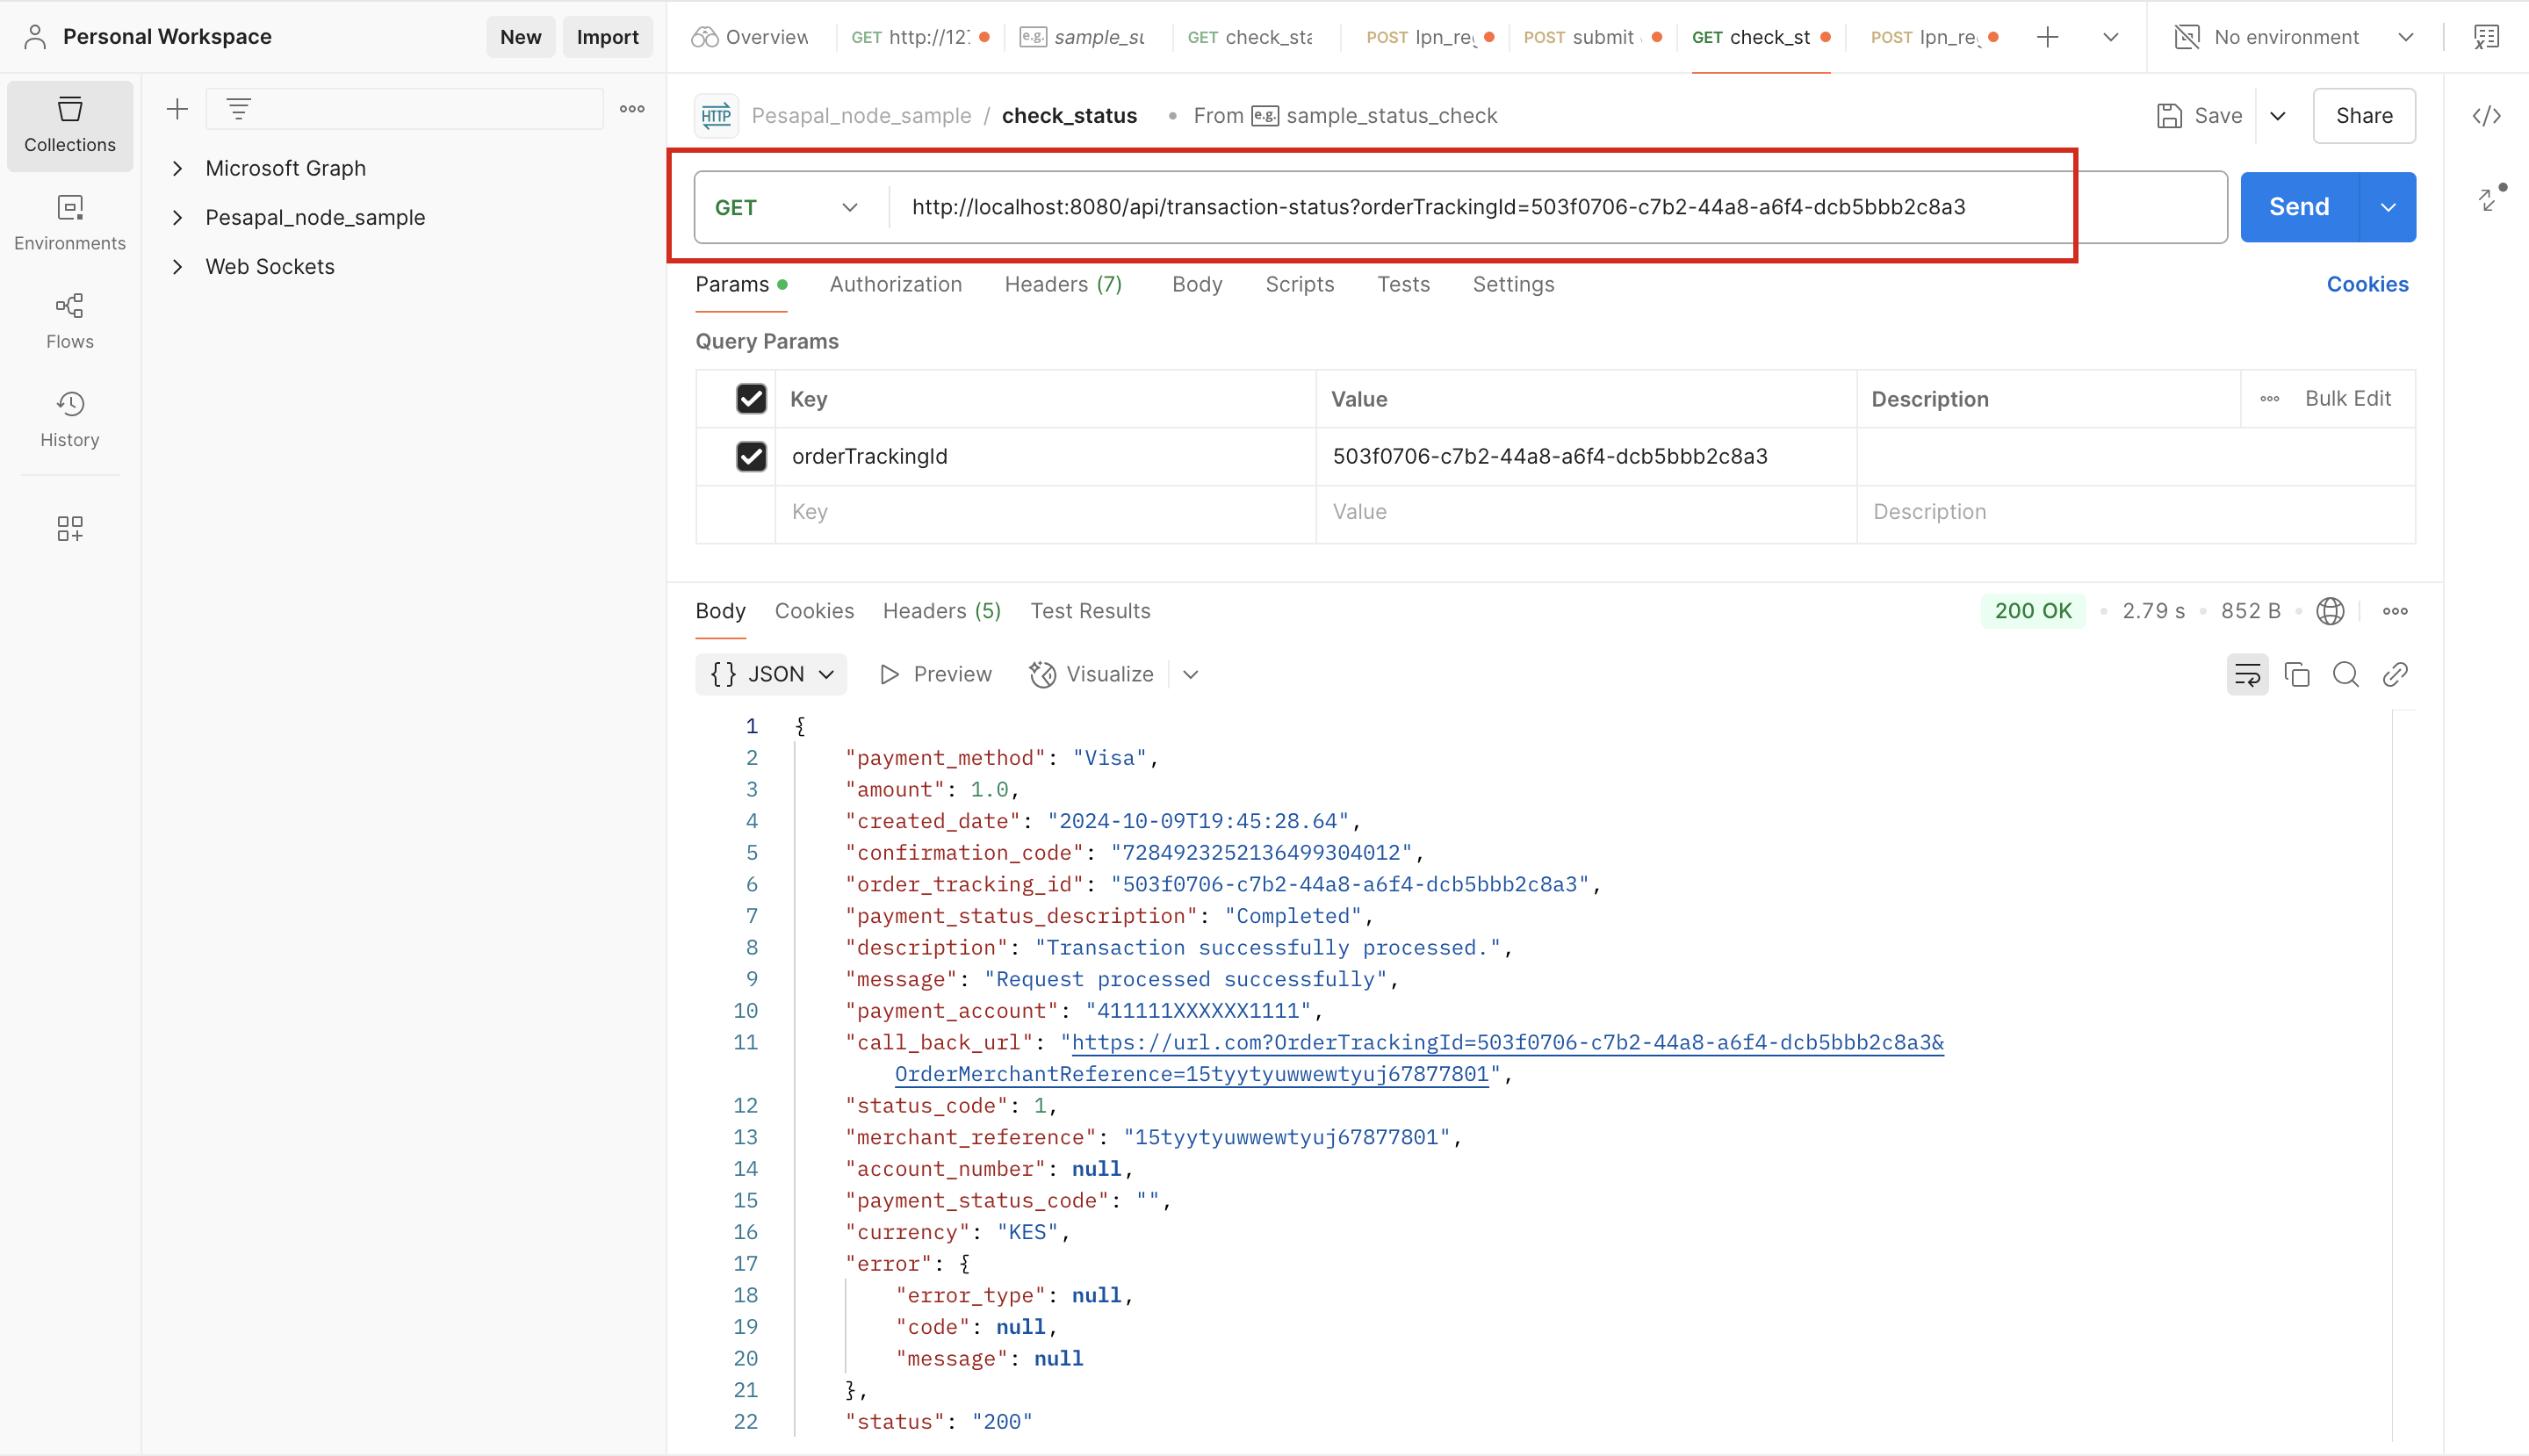 Personal Workspace
New
Import
Overview
GET http://127
e.g. sample_su
GET check_sta
POST Ipn_reg
POST submit
GET check_st
POST Ipn_reg
No environment
Collections
Environments
Flows
History
Microsoft Graph
Pesapal_node_sample
Web Sockets
HTTP Pesapal_node_sample / check_status • From e.g. sample_status_check
Save
Share
GET
http://localhost:8080/api/transaction-status?orderTrackingId=503f0706-c7b2-44a8-a6f4-dcb5bbb2c8a3
Send
Params
Authorization
Headers (7)
Body
Scripts
Tests
Settings
Cookies
Query Params
Key
Value
Description
Bulk Edit
orderTrackingId
503f0706-c7b2-44a8-a6f4-dcb5bbb2c8a3
Key
Value
Description
Body
Cookies
Headers (5)
Test Results
200 OK • 2.79 s • 852 B
{} JSON
Preview
Visualize
1 {
2 "payment_method": "Visa",
3 "amount": 1.0,
4 "created_date": "2024-10-09T19:45:28.64",
5 "confirmation_code": "7284923252136499304012",
6 "order_tracking_id": "503f0706-c7b2-44a8-a6f4-dcb5bbb2c8a3",
7 "payment_status_description": "Completed",
8 "description": "Transaction successfully processed.",
9 "message": "Request processed successfully",
10 "payment_account": "411111XXXXXX1111",
11 "call_back_url": "https://url.com?OrderTrackingId=503f0706-c7b2-44a8-a6f4-dcb5bbb2c8a3&
OrderMerchantReference=15tyytyuwwewtyuj67877801",
12 "status_code": 1,
13 "merchant_reference": "15tyytyuwwewtyuj67877801",
14 "account_number": null,
15 "payment_status_code": "",
16 "currency": "KES",
17 "error": {
18 "error_type": null,
19 "code": null,
20 "message": null
21 },
22 "status": "200"